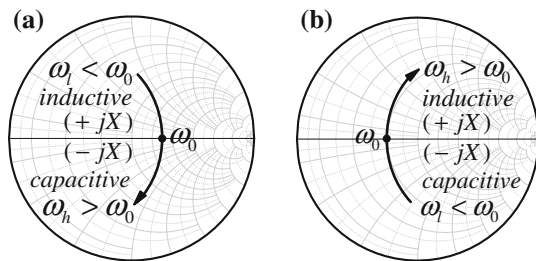 (a)
ω_l < ω_0
inductive
(+ jX)
(− jX)
capacitive
ω_h > ω_0
ω_0
(b)
ω_h > ω_0
inductive
(+ jX)
(− jX)
capacitive
ω_l < ω_0
ω_0